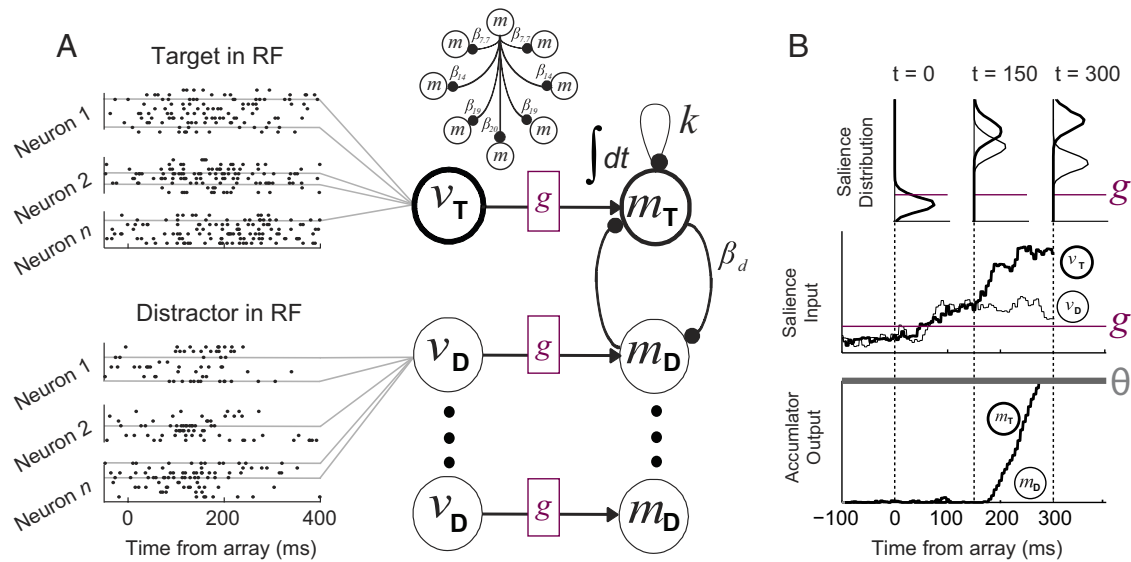 A
Target in RF
Neuron 1
Neuron 2
Neuron n
Distractor in RF
Neuron 1
Neuron 2
Neuron n
0 200 400
Time from array (ms)
m
m m
β7,7 β7,7
m m
β14 β14
m m
β19 β19
β20
m
∫dt
k
vT g mT
βd
vD g mD
vD g mD
B
t = 0 t = 150 t = 300
Salience Distribution
g
Salience Input
vT
vD
g
θ
Accumlator Output
mT
mD
−100 0 100 200 300
Time from array (ms)